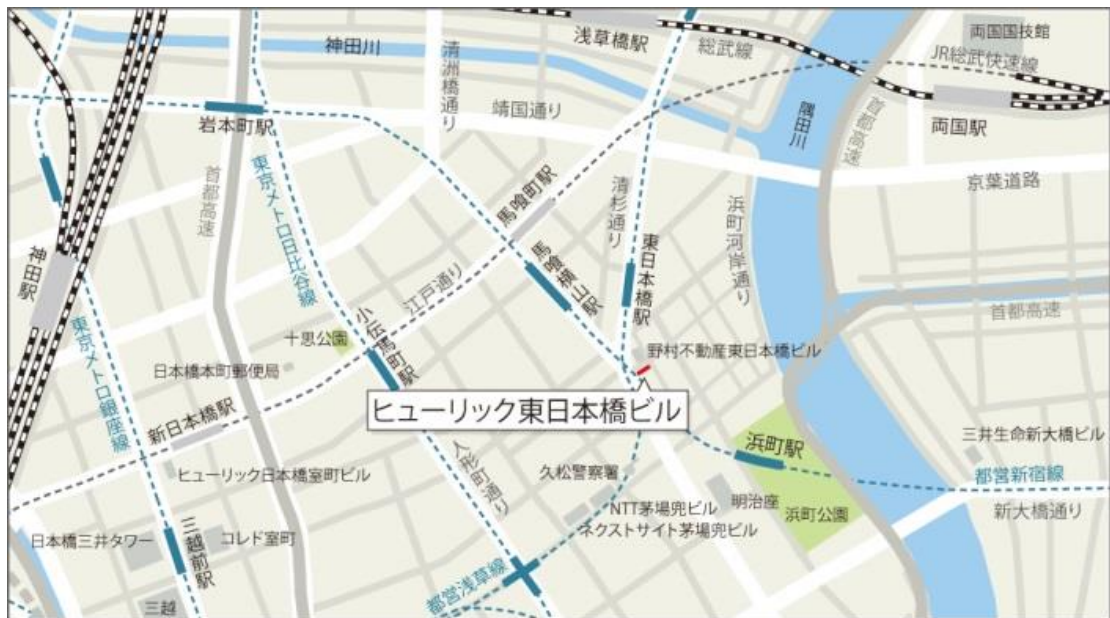 両国国技館
浅草橋駅
総武線
神田川
清洲橋通り
JR総武快速線
靖国通り
隅田川
首都高速
両国駅
岩本町駅
京葉道路
首都高速
東京メトロ日比谷線
馬喰町駅
清杉通り
浜町河岸通り
神田駅
馬喰横山駅
東日本橋駅
江戸通り
首都高速
東京メトロ銀座線
十思公園
小伝馬町駅
野村不動産東日本橋ビル
日本橋本町郵便局
ヒューリック東日本橋ビル
新日本橋駅
人形町通り
浜町駅
三井生命新大橋ビル
ヒューリック日本橋室町ビル
久松警察署
都営新宿線
NTT茅場兜ビル
明治座
浜町公園
新大橋通り
ネクストサイト茅場兜ビル
日本橋三井タワー
コレド室町
三越前駅
都営浅草線
三越